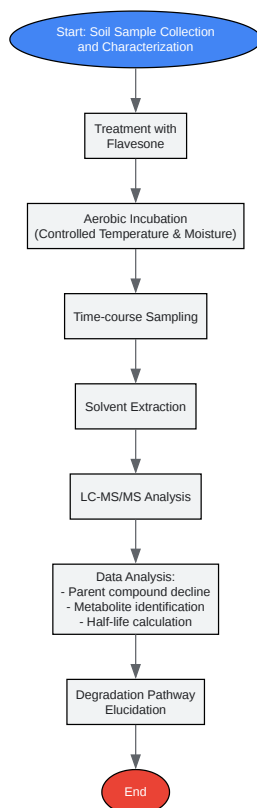 Start: Soil Sample Collection
and Characterization
Treatment with
Flavesone
Aerobic Incubation
(Controlled Temperature & Moisture)
Time-course Sampling
Solvent Extraction
LC-MS/MS Analysis
Data Analysis:
- Parent compound decline
- Metabolite identification
- Half-life calculation
Degradation Pathway
Elucidation
End